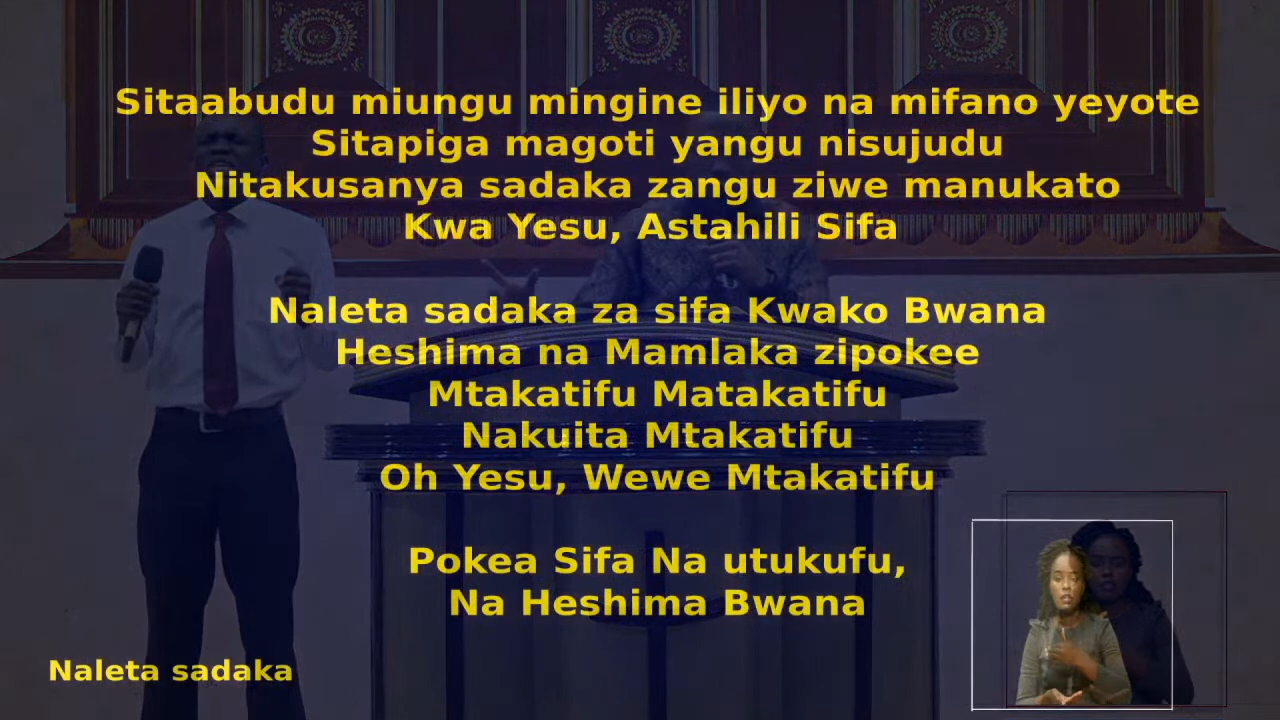 Sitaabudu miungu mingine iliyo na mifano yeyote
Sitapiga magoti yangu nisujudu
Nitakusanya sadaka zangu ziwe manukato
Kwa Yesu, Astahili Sifa
Naleta sadaka za sifa Kwako Bwana
Heshima na Mamlaka zipokee
Mtakatifu Matakatifu
Nakuita Mtakatifu
Oh Yesu, Wewe Mtakatifu
Pokea Sifa Na utukufu,
Na Heshima Bwana
Naleta sadaka